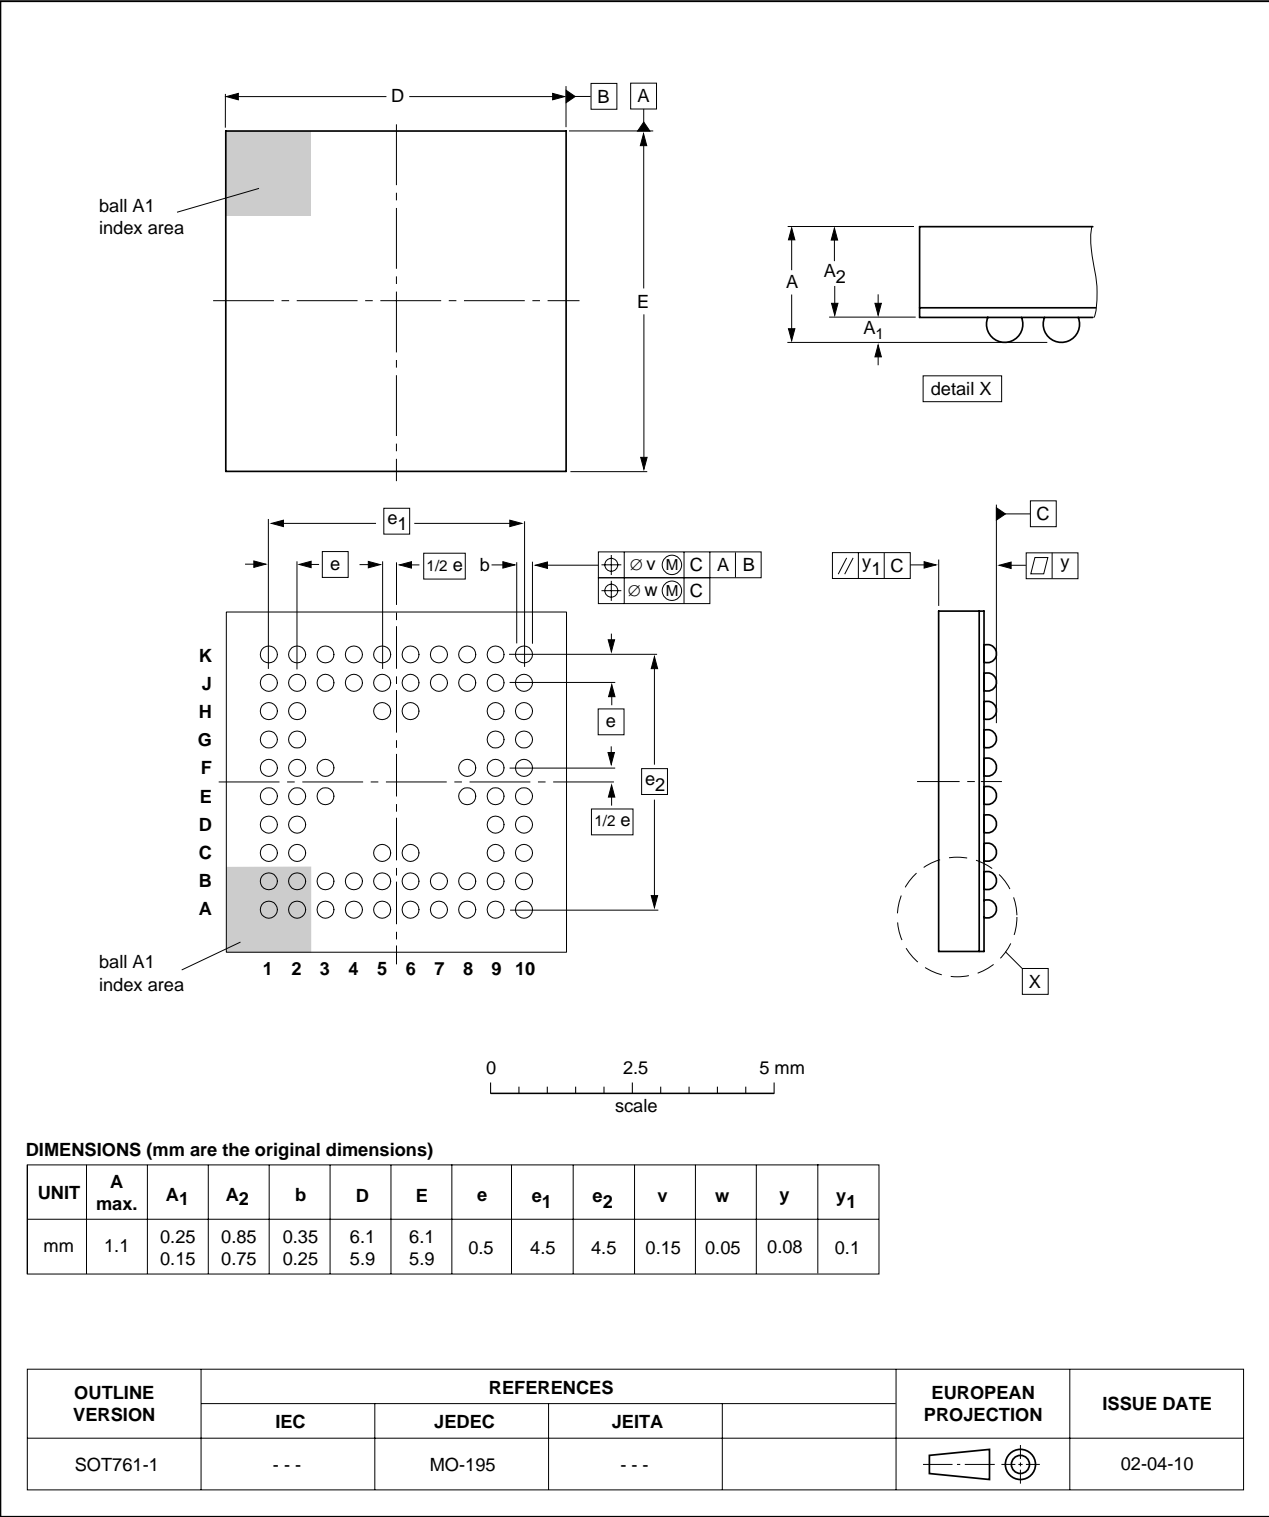 D
B
A
ball A1
index area
E
A
A2
A1
detail X
e1
C
e
1/2 e
b
⌀ v Ⓜ C A B
⌀ w Ⓜ C
// y1 C
y
K
J
H
G
F
E
D
C
B
A
e
e2
1/2 e
ball A1
index area
1 2 3 4 5 6 7 8 9 10
X
0 2.5 5 mm
scale
DIMENSIONS (mm are the original dimensions)
UNIT A max. A1 A2 b D E e e1 e2 v w y y1
mm 1.1 0.25 0.85 0.35 6.1 6.1 0.5 4.5 4.5 0.15 0.05 0.08 0.1
0.15 0.75 0.25 5.9 5.9
OUTLINE VERSION REFERENCES EUROPEAN PROJECTION ISSUE DATE
IEC JEDEC JEITA
SOT761-1 - - - MO-195 - - - 02-04-10